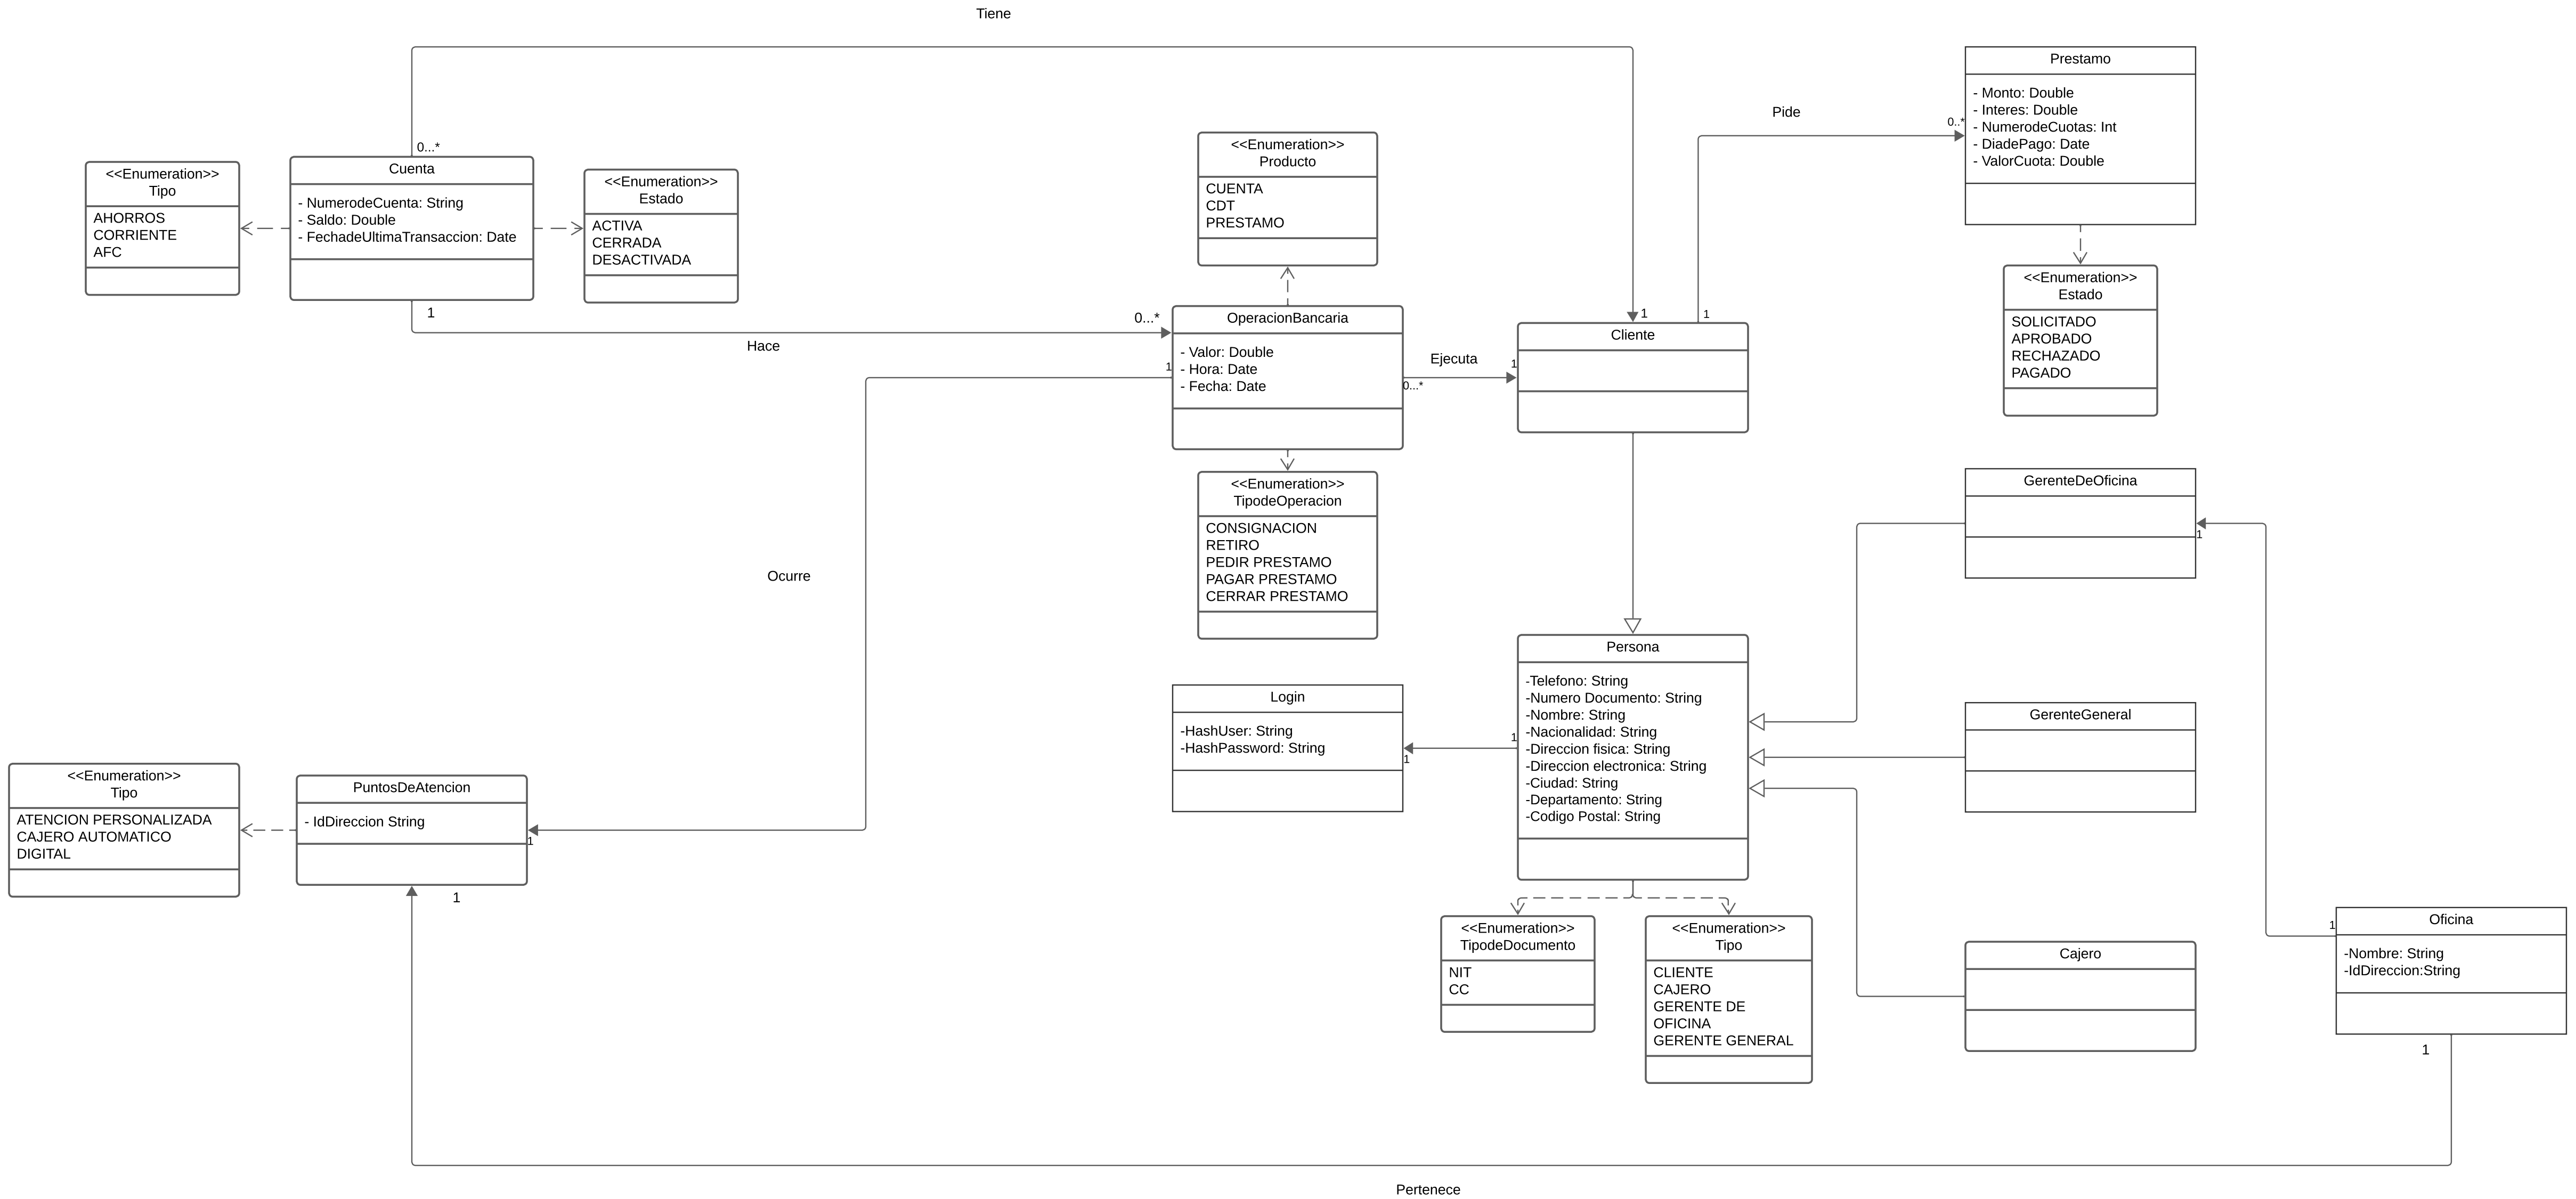 Tiene
Prestamo
- Monto: Double
- Interes: Double
- NumerodeCuotas: Int
- DiadePago: Date
- ValorCuota: Double
Pide
0..*
1
<<Enumeration>>
Estado
SOLICITADO
APROBADO
RECHAZADO
PAGADO
0...*
Cuenta
- NumerodeCuenta: String
- Saldo: Double
- FechadeUltimaTransaccion: Date
1
<<Enumeration>>
Tipo
AHORROS
CORRIENTE
AFC
<<Enumeration>>
Estado
ACTIVA
CERRADA
DESACTIVADA
<<Enumeration>>
Producto
CUENTA
CDT
PRESTAMO
Hace
0...*
OperacionBancaria
- Valor: Double
- Hora: Date
- Fecha: Date
1
Ejecuta
0...*
1
1
Cliente
<<Enumeration>>
TipodeOperacion
CONSIGNACION
RETIRO
PEDIR PRESTAMO
PAGAR PRESTAMO
CERRAR PRESTAMO
Ocurre
GerenteDeOficina
1
Persona
-Telefono: String
-Numero Documento: String
-Nombre: String
-Nacionalidad: String
-Direccion fisica: String
-Direccion electronica: String
-Ciudad: String
-Departamento: String
-Codigo Postal: String
Login
-HashUser: String
-HashPassword: String
1
1
GerenteGeneral
<<Enumeration>>
Tipo
ATENCION PERSONALIZADA
CAJERO AUTOMATICO
DIGITAL
PuntosDeAtencion
- IdDireccion String
1
1
<<Enumeration>>
TipodeDocumento
NIT
CC
<<Enumeration>>
Tipo
CLIENTE
CAJERO
GERENTE DE
OFICINA
GERENTE GENERAL
Cajero
1
Oficina
-Nombre: String
-IdDireccion:String
1
Pertenece